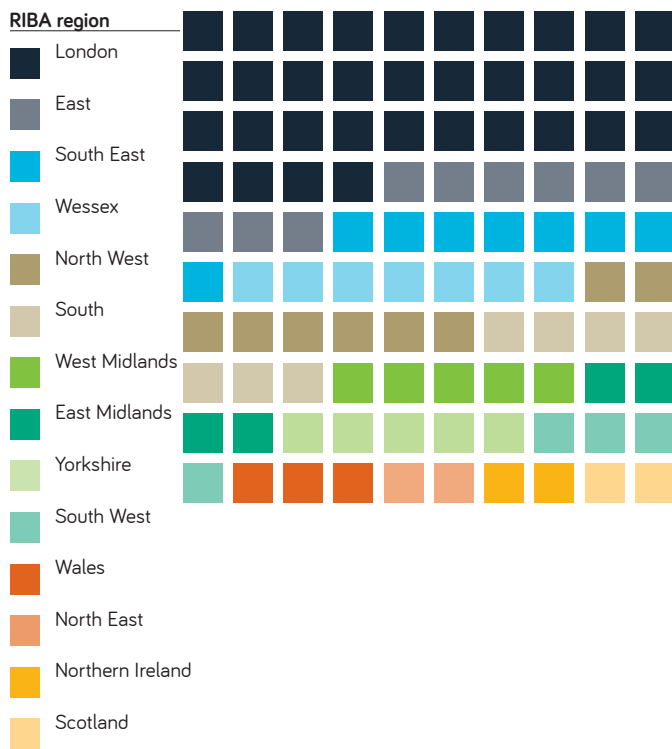 RIBA region
London
East
South East
Wessex
North West
South
West Midlands
East Midlands
Yorkshire
South West
Wales
North East
Northern Ireland
Scotland